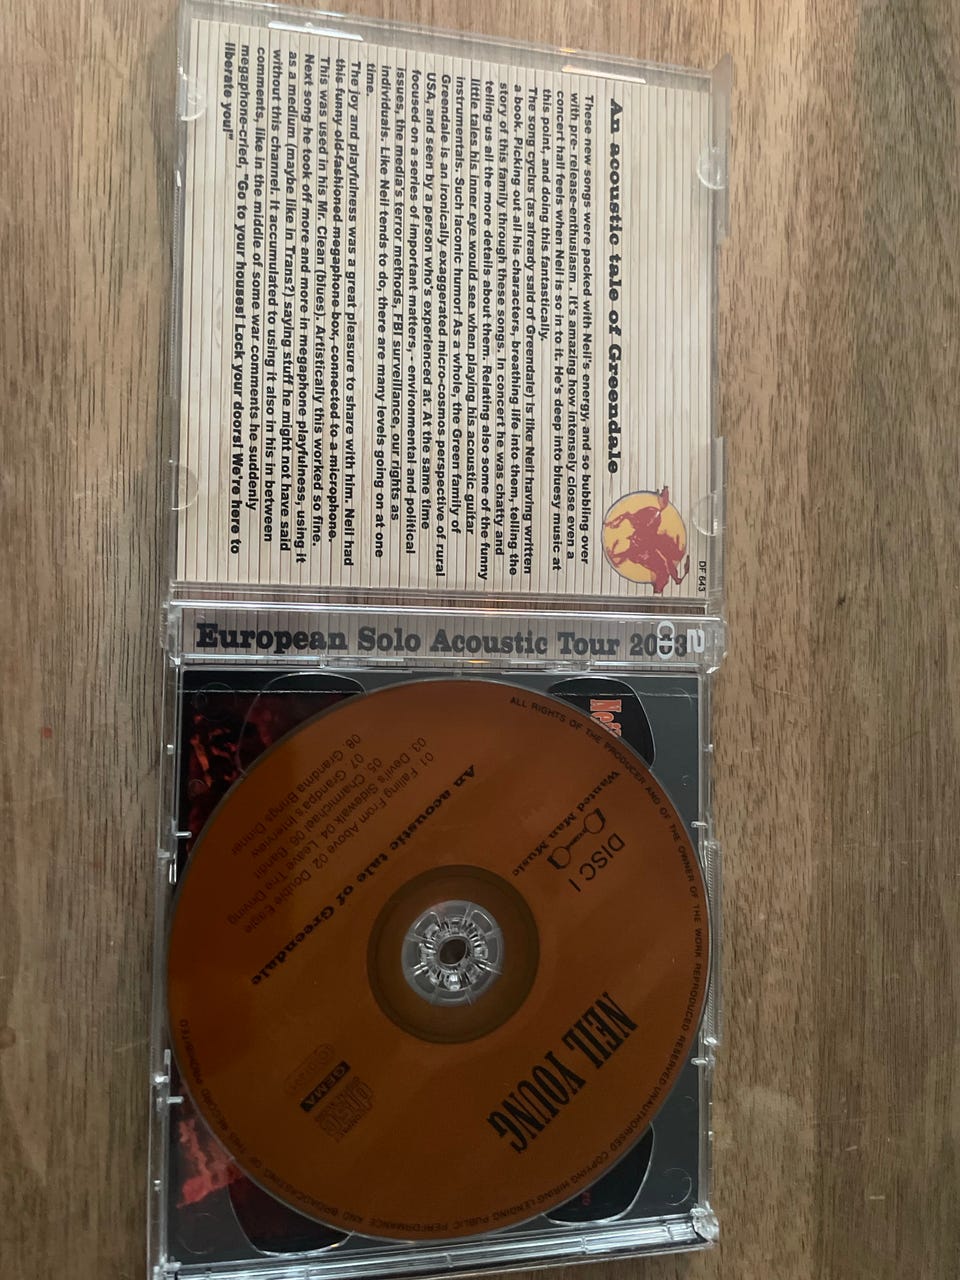 DF 643
An acoustic tale of Greendale
These new songs were packed with Neil's energy, and so bubbling over
with pre- release-enthusiasm . It's amazing how intensely close even a
concert hall feels when Neil is so in to it. He's deep into bluesy music at
this point, and doing this fantastically.
The song cyclus (as already said of Greendale) is like Neil having written
a book. Picking out all his characters, breathing life into them, telling the
story of this family through these songs. In concert he was chatty and
telling us all the more details about them. Relating also some of the funny
little tales his inner eye would see when playing his acoustic guitar
instrumentals. Such laconic humor! As a whole, the Green family of
Greendale is an ironically exaggerated micro-cosmos perspective of rural
USA, and seen by a person who's experienced at. At the same time
focused on a series of important matters, - environmental and political
issues, the media's terror methods, FBI surveillance, our rights as
individuals. Like Neil tends to do, there are many levels going on at one
time.
The joy and playfulness was a great pleasure to share with him. Neil had
this funny old-fashioned megaphone-box, connected to a microphone.
This was used in his Mr. Clean (blues). Artistically this worked so fine.
Next song he took off more and more in megaphone playfulness, using it
as a medium (maybe like in Trans?) saying stuff he might not have said
without this channel. It accumulated to using it also in his in between
comments, like in the middle of some war comments he suddenly
megaphone-cried, "Go to your houses! Lock your doors! We're here to
liberate you!"
2
CD
European Solo Acoustic Tour 2003
ALL RIGHTS OF THE PRODUCER AND OF THE OWNER OF THE WORK REPRODUCED RESERVED UNAUTHORISED COPYING HIRING LENDING PUBLIC PERFORMANCE AND BROADCASTING OF THIS RECORD PROHIBITED
Wanted Man Music
DISC I
NEIL YOUNG
An acoustic tale of Greendale
01. Falling From Above 02. Double Eagle
03. Devil's Sidewalk 04. Leave The Driving
05. Charmichael 06. Bandit
07. Grandpa's Interview
08. Grandma Brings Dinner
GEMA
COMPACT
disc